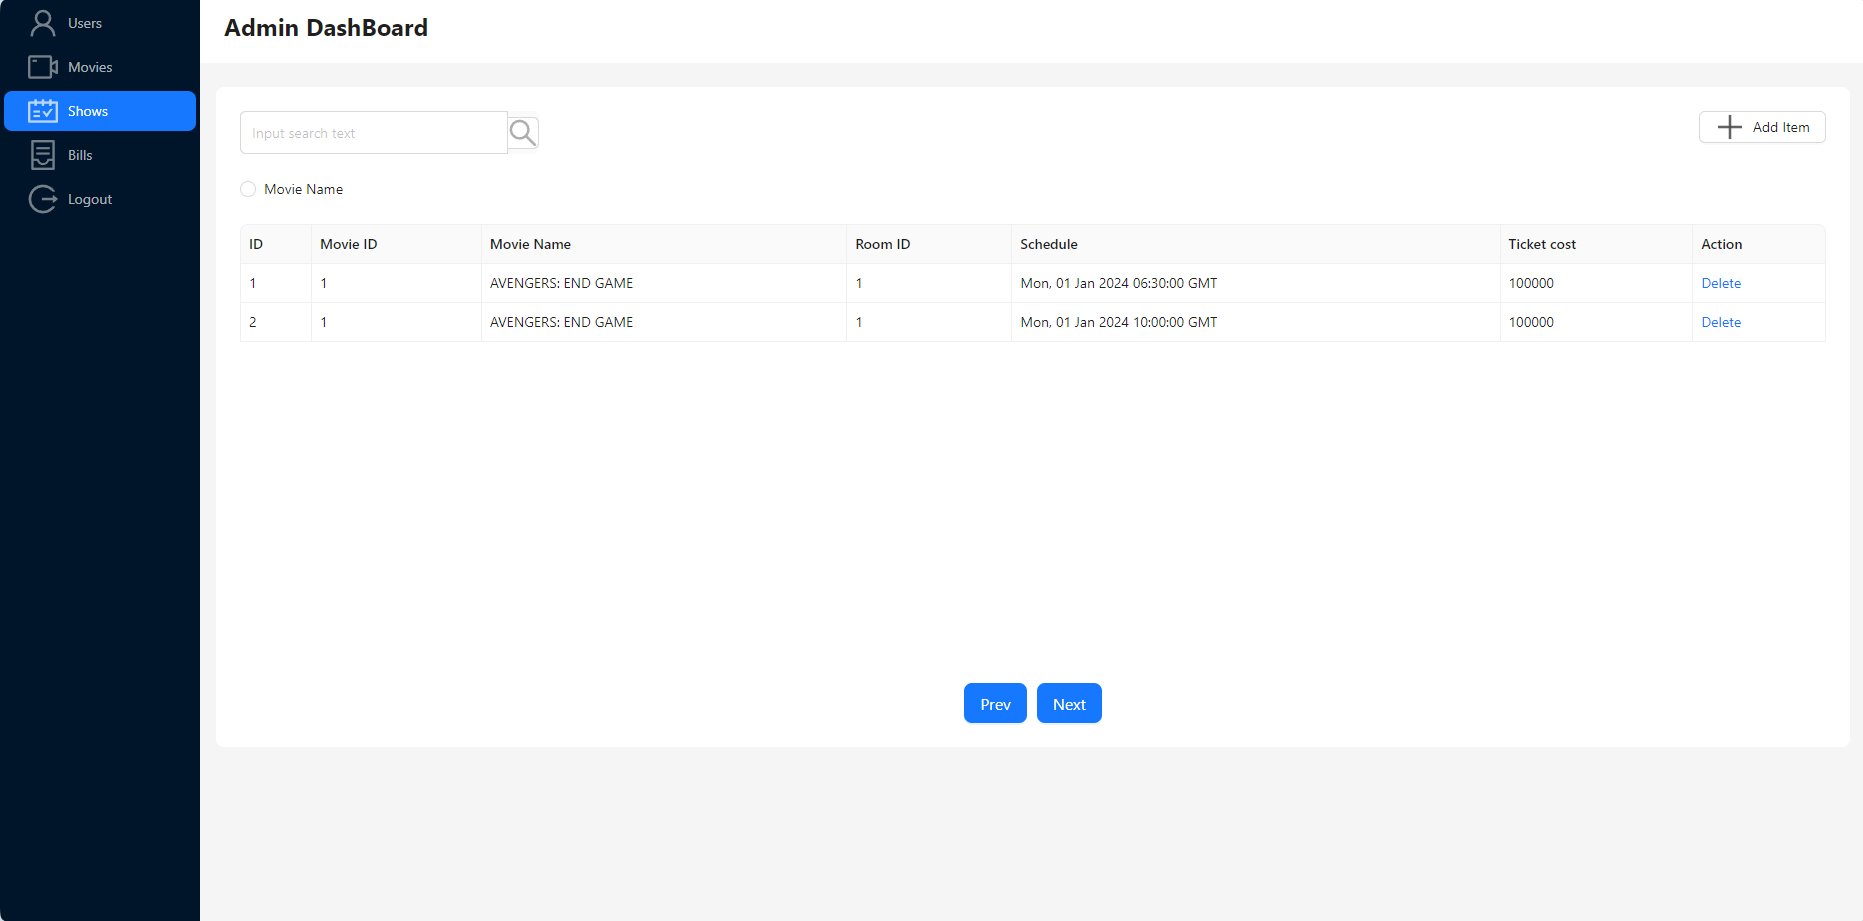 Users
Movies
Shows
Bills
Logout
Admin DashBoard
Input search text
Add Item
Movie Name
ID Movie ID Movie Name Room ID Schedule Ticket cost Action
1 1 AVENGERS: END GAME 1 Mon, 01 Jan 2024 06:30:00 GMT 100000 Delete
2 1 AVENGERS: END GAME 1 Mon, 01 Jan 2024 10:00:00 GMT 100000 Delete
Prev Next